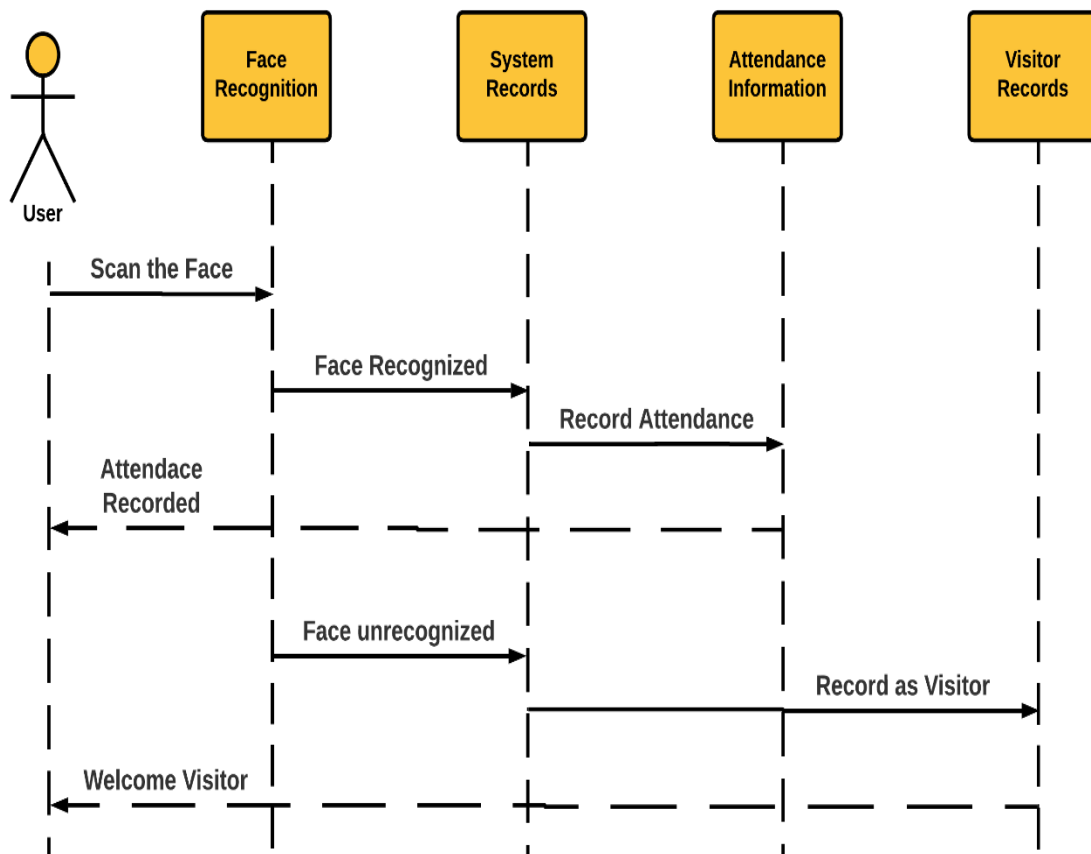 Face
Recognition
System
Records
Attendance
Information
Visitor
Records
User
Scan the Face
Face Recognized
Record Attendance
Attendace
Recorded
Face unrecognized
Record as Visitor
Welcome Visitor